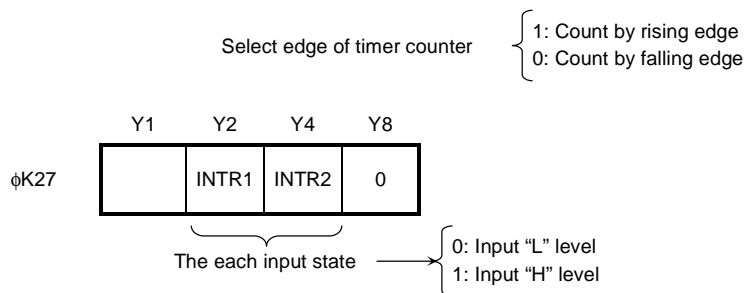 Select edge of timer counter
1: Count by rising edge
0: Count by falling edge
Y1 Y2 Y4 Y8
ϕK27 INTR1 INTR2 0
The each input state
0: Input “L” level
1: Input “H” level